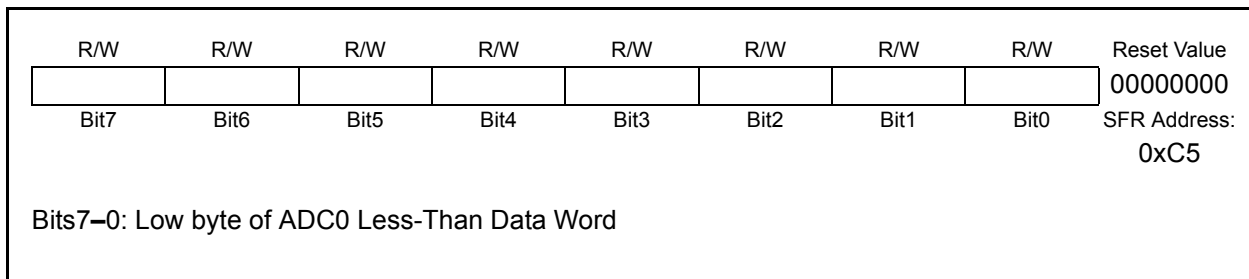 R/W R/W R/W R/W R/W R/W R/W R/W Reset Value
00000000
Bit7 Bit6 Bit5 Bit4 Bit3 Bit2 Bit1 Bit0 SFR Address:
0xC5
Bits7–0: Low byte of ADC0 Less-Than Data Word